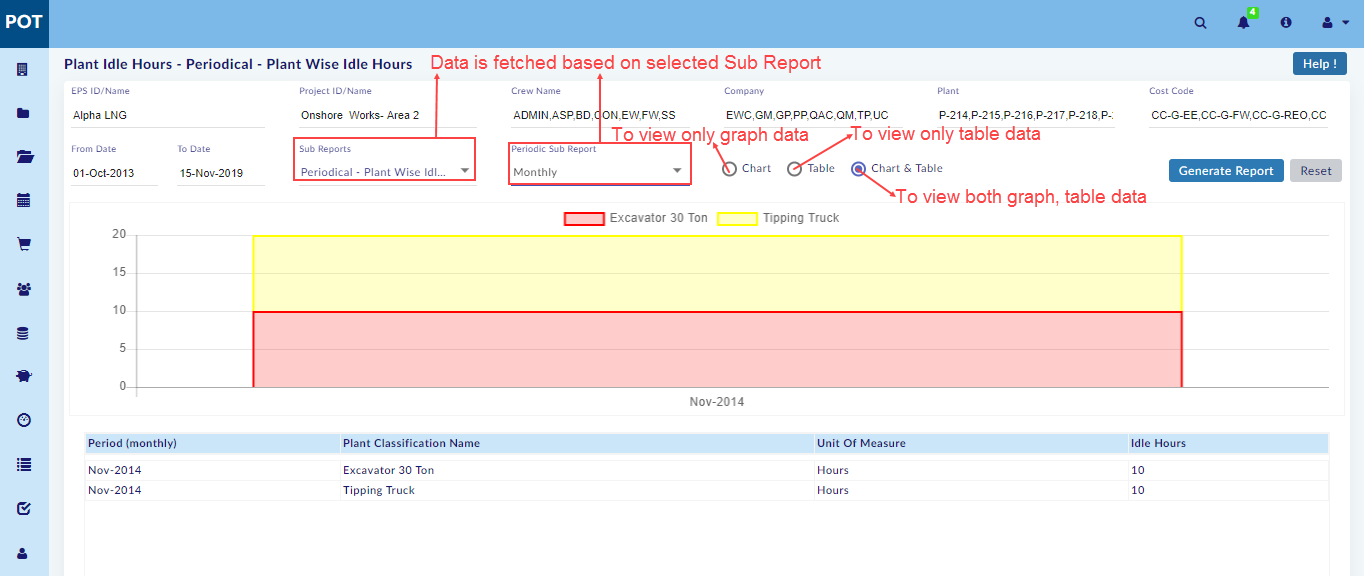 POT
4
Plant Idle Hours - Periodical - Plant Wise Idle Hours
Data is fetched based on selected Sub Report
Help !
EPS ID/Name
Project ID/Name
Crew Name
Company
Plant
Cost Code
Alpha LNG
Onshore Works- Area 2
ADMIN,ASP,BD,CON,EW,FW,SS
EWC,GM,GP,PP,QAC,QM,TP,UC
P-214,P-215,P-216,P-217,P-218,P-
CC-G-EE,CC-G-FW,CC-G-REO,CC
To view only graph data
To view only table data
From Date
To Date
Sub Reports
Periodic Sub Report
01-Oct-2013
15-Nov-2019
Periodical - Plant Wise Idl...
Monthly
Chart
Table
Chart & Table
Generate Report
Reset
To view both graph, table data
Excavator 30 Ton
Tipping Truck
20
15
10
5
0
Nov-2014
Period (monthly) Plant Classification Name Unit Of Measure Idle Hours
Nov-2014 Excavator 30 Ton Hours 10
Nov-2014 Tipping Truck Hours 10